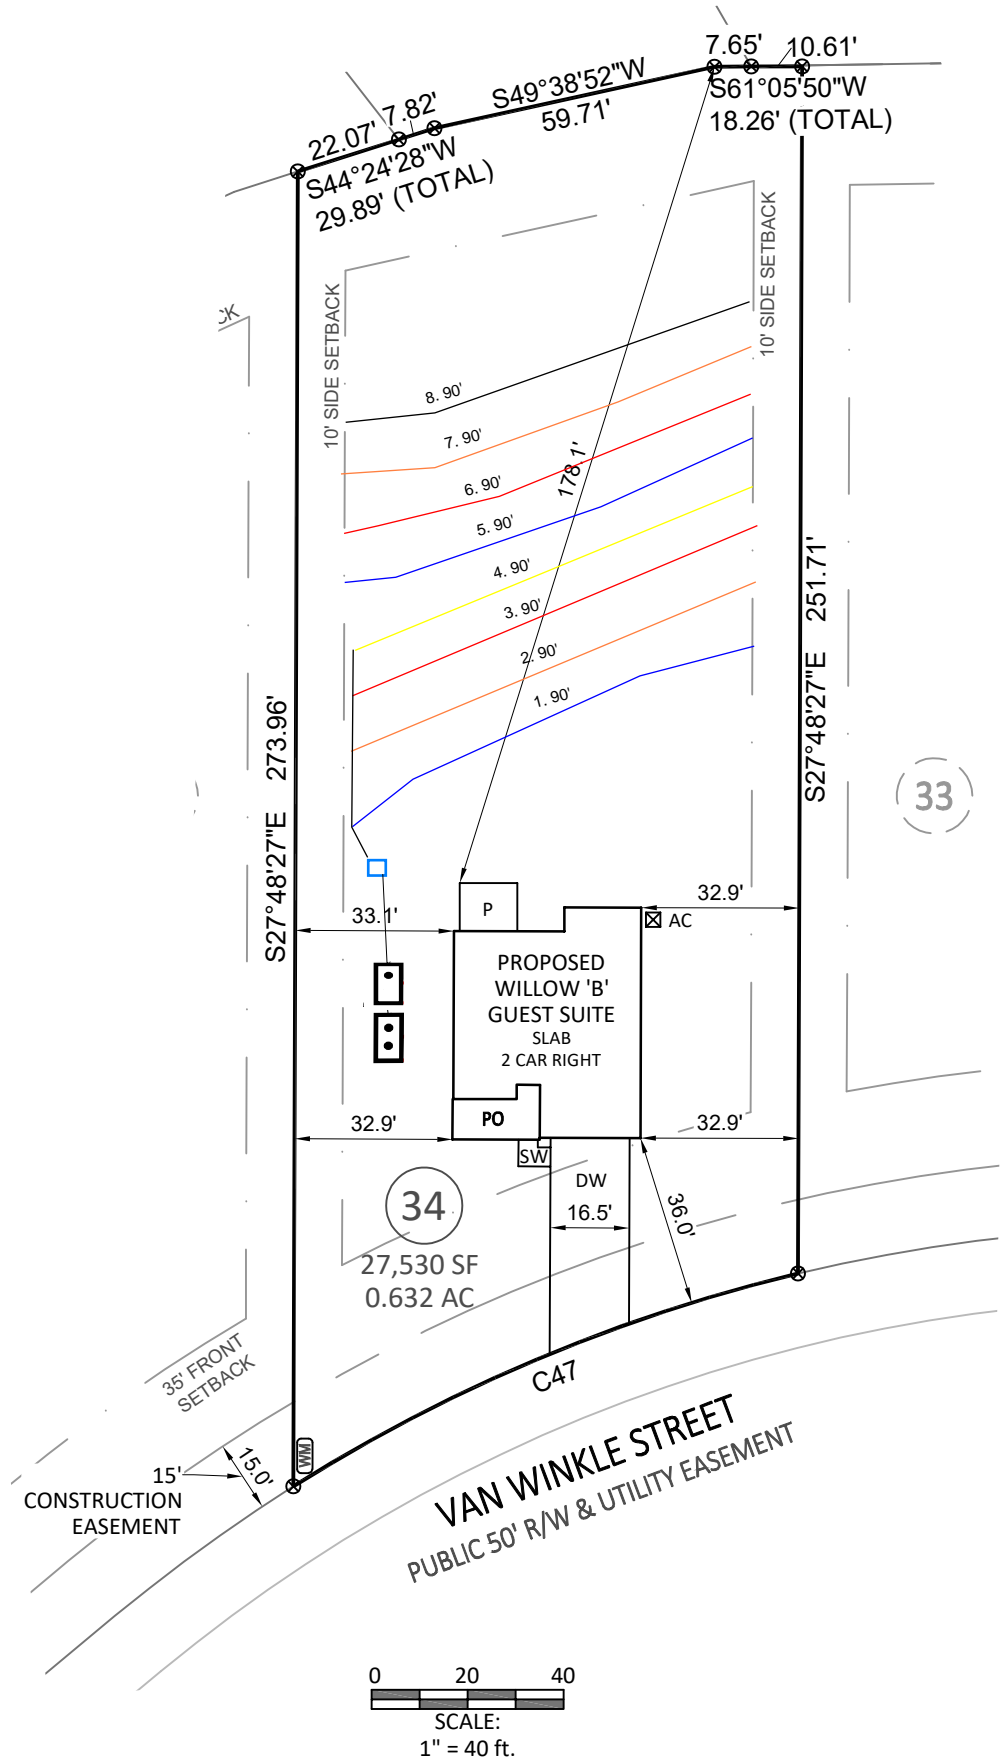 7.65'
10.61'
S61°05'50"W
18.26' (TOTAL)
S49°38'52"W
59.71'
7.82'
22.07'
S44°24'28"W
29.89' (TOTAL)
10' SIDE SETBACK
10' SIDE SETBACK
CK
8. 90'
7. 90'
6. 90'
178.1'
5. 90'
4. 90'
3. 90'
2. 90'
1. 90'
S27°48'27"E 273.96'
S27°48'27"E 251.71'
33
P
32.9'
AC
33.1'
PROPOSED
WILLOW 'B'
GUEST SUITE
SLAB
2 CAR RIGHT
PO
32.9'
32.9'
SW
DW
16.5'
36.0'
34
27,530 SF
0.632 AC
35' FRONT
SETBACK
C47
WM
15.0'
15'
CONSTRUCTION
EASEMENT
VAN WINKLE STREET
PUBLIC 50' R/W & UTILITY EASEMENT
0 20 40
SCALE:
1" = 40 ft.